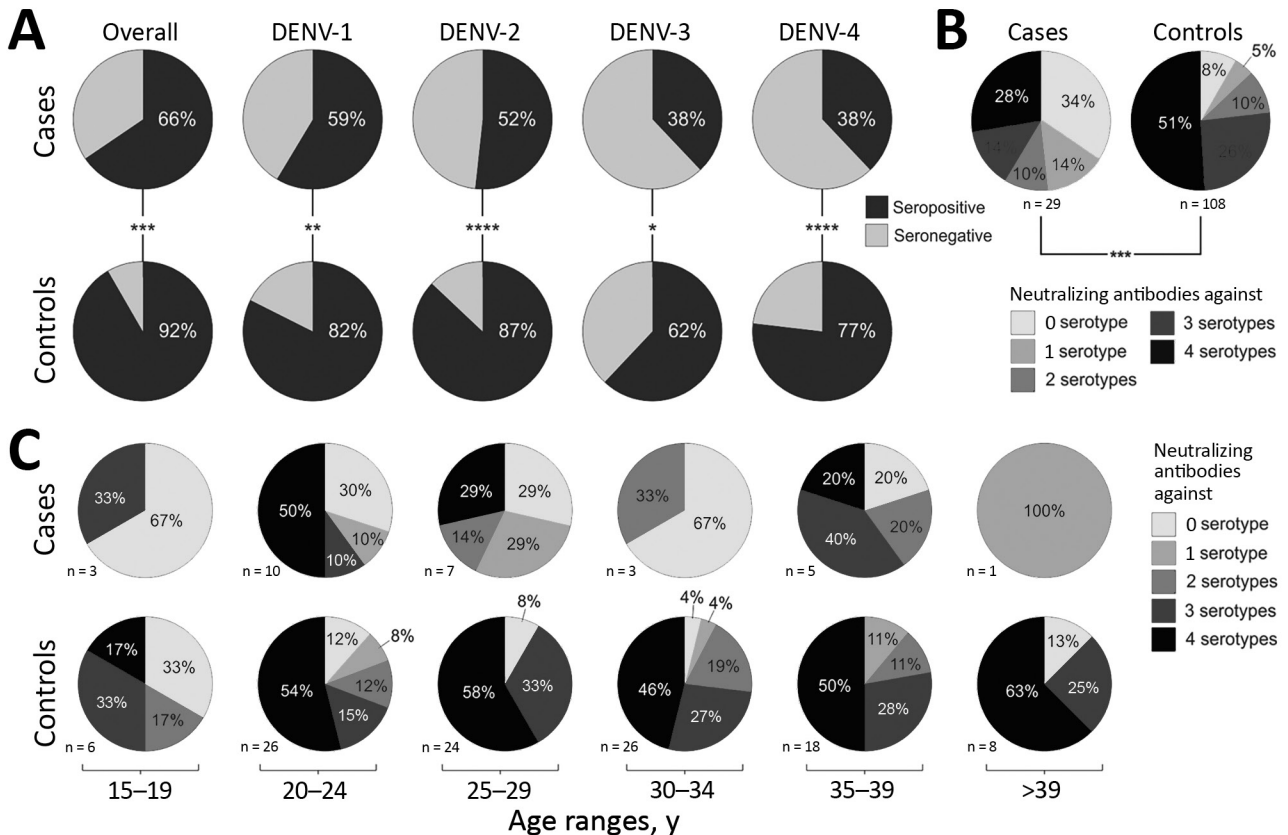 A
Overall
DENV-1
DENV-2
DENV-3
DENV-4
Cases
66%
59%
52%
38%
38%
***
**
****
*
****
Seropositive
Seronegative
Controls
92%
82%
87%
62%
77%
B
Cases
Controls
28%
34%
14%
10%
14%
n = 29
8%
5%
10%
26%
51%
n = 108
***
Neutralizing antibodies against
0 serotype
1 serotype
2 serotypes
3 serotypes
4 serotypes
C
Cases
33%
67%
n = 3
50%
30%
10%
10%
n = 10
29%
29%
14%
29%
n = 7
33%
67%
n = 3
20%
20%
40%
20%
n = 5
100%
n = 1
Controls
17%
33%
33%
17%
n = 6
12%
8%
54%
12%
15%
n = 26
8%
58%
33%
n = 24
4%
4%
19%
46%
27%
n = 26
11%
11%
50%
28%
n = 18
13%
63%
25%
n = 8
15–19
20–24
25–29
30–34
35–39
>39
Age ranges, y
Neutralizing
antibodies
against
0 serotype
1 serotype
2 serotypes
3 serotypes
4 serotypes